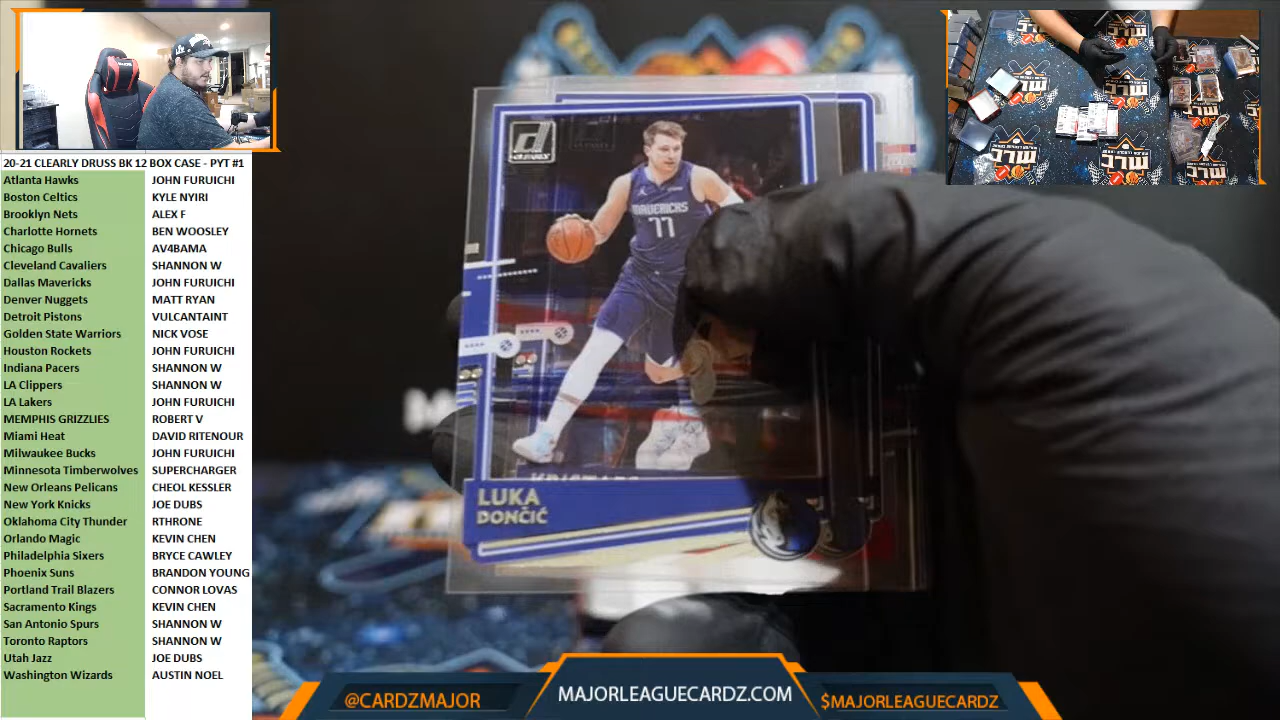 20-21 CLEARLY DRUSS BK 12 BOX CASE - PYT #1
Atlanta Hawks JOHN FURUICHI
Boston Celtics KYLE NYIRI
Brooklyn Nets ALEX F
Charlotte Hornets BEN WOOSLEY
Chicago Bulls AV4BAMA
Cleveland Cavaliers SHANNON W
Dallas Mavericks JOHN FURUICHI
Denver Nuggets MATT RYAN
Detroit Pistons VULCANTAINT
Golden State Warriors NICK VOSE
Houston Rockets JOHN FURUICHI
Indiana Pacers SHANNON W
LA Clippers SHANNON W
LA Lakers JOHN FURUICHI
MEMPHIS GRIZZLIES ROBERT V
Miami Heat DAVID RITENOUR
Milwaukee Bucks JOHN FURUICHI
Minnesota Timberwolves SUPERCHARGER
New Orleans Pelicans CHEOL KESSLER
New York Knicks JOE DUBS
Oklahoma City Thunder RTHRONE
Orlando Magic KEVIN CHEN
Philadelphia Sixers BRYCE CAWLEY
Phoenix Suns BRANDON YOUNG
Portland Trail Blazers CONNOR LOVAS
Sacramento Kings KEVIN CHEN
San Antonio Spurs SHANNON W
Toronto Raptors SHANNON W
Utah Jazz JOE DUBS
Washington Wizards AUSTIN NOEL
d
MAVERICKS
77
LUKA
DONČIĆ
@CARDZMAJOR
MAJORLEAGUECARDZ.COM
$MAJORLEAGUECARDZ